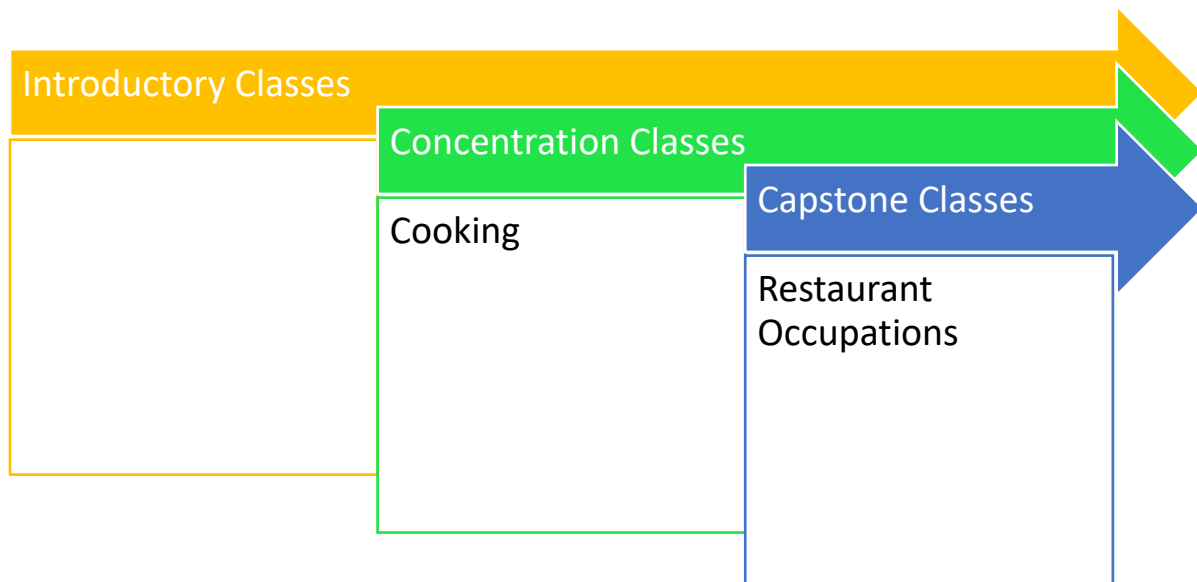 Introductory Classes
Concentration Classes
Cooking
Capstone Classes
Restaurant
Occupations